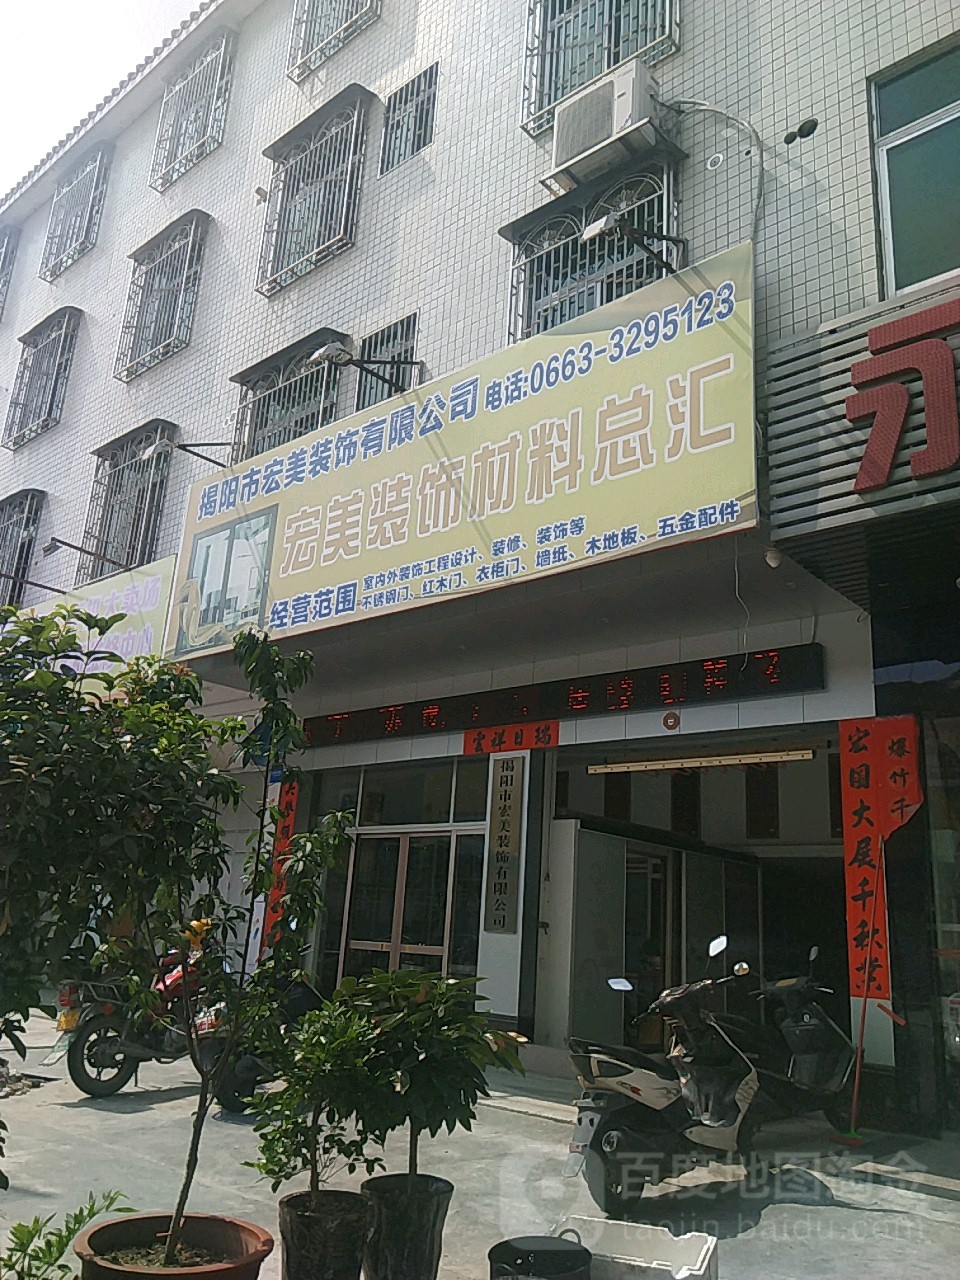 揭阳市宏美装饰有限公司 电话:0663-3295123
宏美装饰材料总汇
经营范围
室内外装饰工程设计、装修、装饰等
不锈钢门、红木门、衣柜门、墙纸、木地板、五金配件
永
瑞日祥雲
揭阳市宏美装饰有限公司
宏国大展千秋業
爆竹千
百度地图淘金
taojin.baidu.com